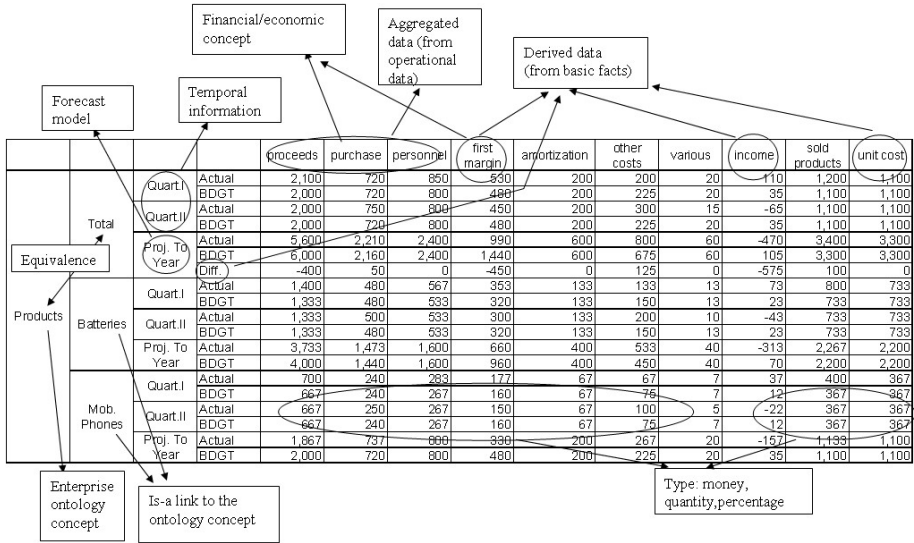 Financial/economic
concept
Aggregated
data (from
operational
data)
Derived data
(from basic facts)
Forecast
model
Temporal
information
proceeds purchase personnel first margin amortization other costs various income sold products unit cost
Products
Equivalence
Total
Quart.I
Actual 2,100 720 850 530 200 200 20 110 1,200 1,100
BDGT 2,000 720 800 480 200 225 20 35 1,100 1,100
Quart.II
Actual 2,000 750 800 450 200 300 15 -65 1,100 1,100
BDGT 2,000 720 800 480 200 225 20 35 1,100 1,100
Proj. To
Year
Actual 5,600 2,210 2,400 990 600 800 60 -470 3,400 3,300
BDGT 6,000 2,160 2,400 1,440 600 675 60 105 3,300 3,300
Diff. -400 50 0 -450 0 125 0 -575 100 0
Batteries
Quart.I
Actual 1,400 480 567 353 133 133 13 73 800 733
BDGT 1,333 480 533 320 133 150 13 23 733 733
Quart.II
Actual 1,333 500 533 300 133 200 10 -43 733 733
BDGT 1,333 480 533 320 133 150 13 23 733 733
Proj. To
Year
Actual 3,733 1,473 1,600 660 400 533 40 -313 2,267 2,200
BDGT 4,000 1,440 1,600 960 400 450 40 70 2,200 2,200
Mob.
Phones
Quart.I
Actual 700 240 283 177 67 67 7 37 400 367
BDGT 667 240 267 160 67 75 7 12 367 367
Quart.II
Actual 667 250 267 150 67 100 5 -22 367 367
BDGT 667 240 267 160 67 75 7 12 367 367
Proj. To
Year
Actual 1,867 737 800 330 200 267 20 -157 1,133 1,100
BDGT 2,000 720 800 480 200 225 20 35 1,100 1,100
Enterprise
ontology
concept
Is-a link to the
ontology concept
Type: money,
quantity,percentage